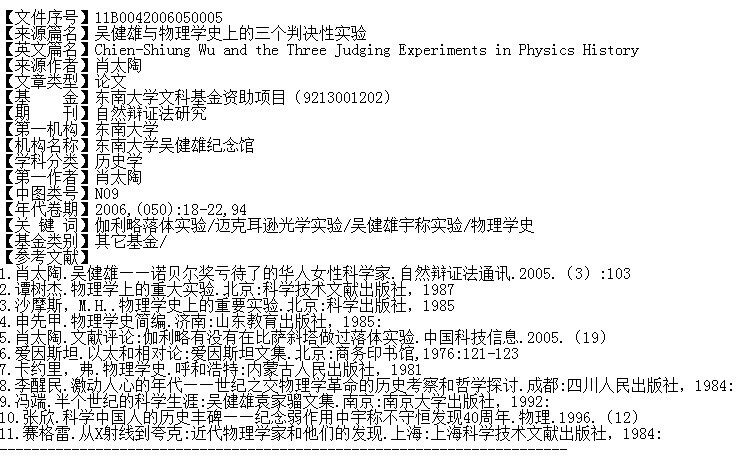 【文件序号】11B0042006050005
【来源篇名】吴健雄与物理学史上的三个判决性实验
【英文篇名】Chien-Shiung Wu and the Three Judging Experiments in Physics History
【来源作者】肖太陶
【文章类型】论文
【基　　金】东南大学文科基金资助项目（9213001202）
【期　　刊】自然辩证法研究
【第一机构】东南大学
【机构名称】东南大学吴健雄纪念馆
【学科分类】历史学
【第一作者】肖太陶
【中图类号】N09
【年代卷期】2006,(050):18-22,94
【关 键 词】伽利略落体实验/迈克耳逊光学实验/吴健雄宇称实验/物理学史
【基金类别】其它基金/
【参考文献】
1.肖太陶.吴健雄——诺贝尔奖亏待了的华人女性科学家.自然辩证法通讯.2005.（3）:103
2.谭树杰.物理学上的重大实验.北京:科学技术文献出版社，1987
3.沙摩斯，M.H..物理学史上的重要实验.北京:科学出版社，1985
4.申先甲.物理学史简编.济南:山东教育出版社，1985:
5.肖太陶.文献评论:伽利略有没有在比萨斜塔做过落体实验.中国科技信息.2005.（19）
6.爱因斯坦.以太和相对论:爱因斯坦文集.北京:商务印书馆,1976:121-123
7.卡约里，弗.物理学史.呼和浩特:内蒙古人民出版社，1981
8.李醒民.激动人心的年代——世纪之交物理学革命的历史考察和哲学探讨.成都:四川人民出版社，1984:
9.冯端.半个世纪的科学生涯:吴健雄袁家骝文集.南京:南京大学出版社，1992:
10.张欣.科学中国人的历史丰碑——纪念弱作用中宇称不守恒发现40周年.物理.1996.（12）
11.赛格雷.从X射线到夸克:近代物理学家和他们的发现.上海:上海科学技术文献出版社，1984: